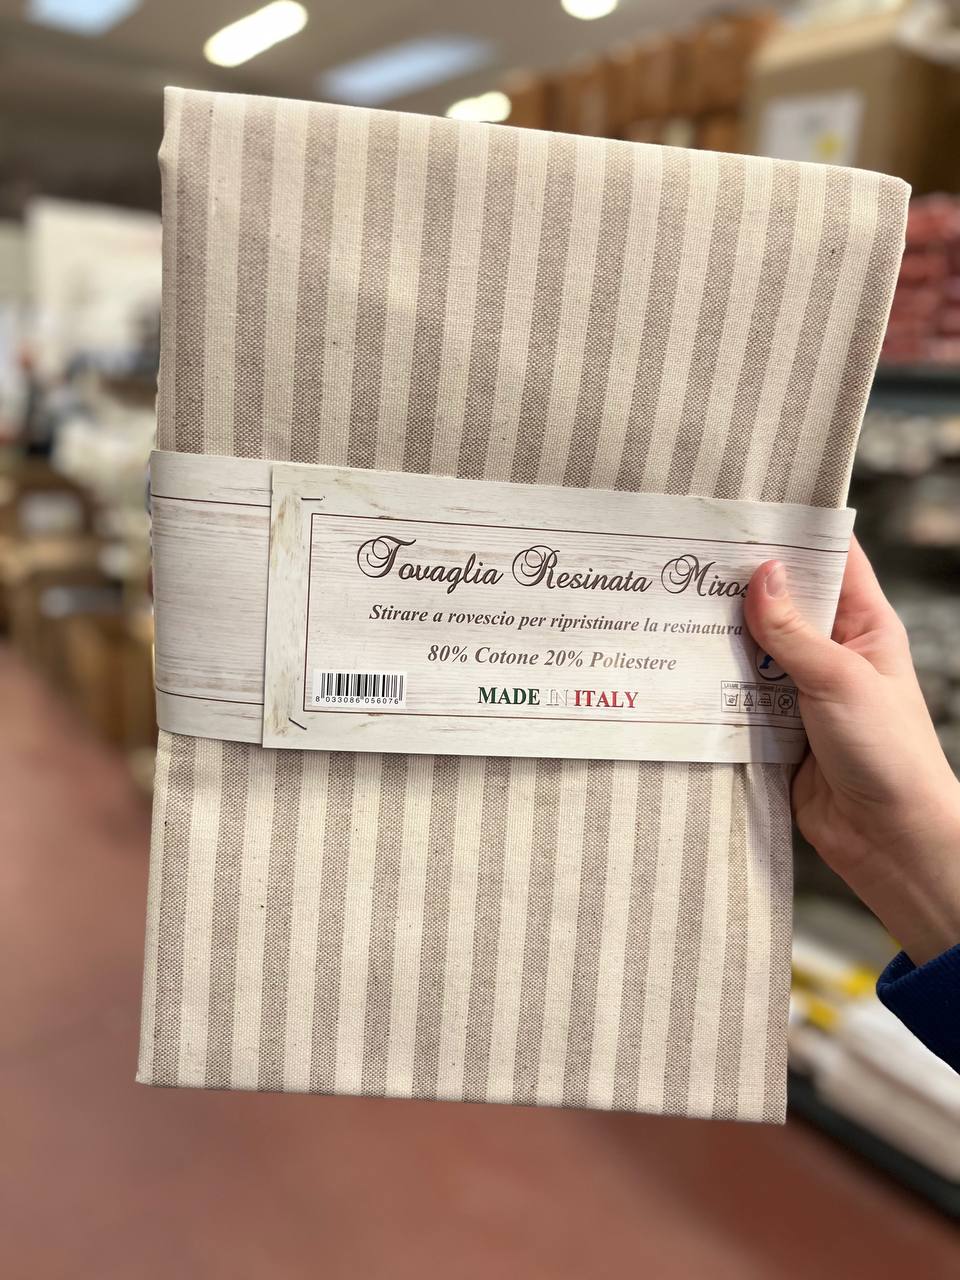 Tovaglia Resinata Miros
Stirare a rovescio per ripristinare la resinatura
80% Cotone 20% Poliestere
MADE IN ITALY
8 033086 056076